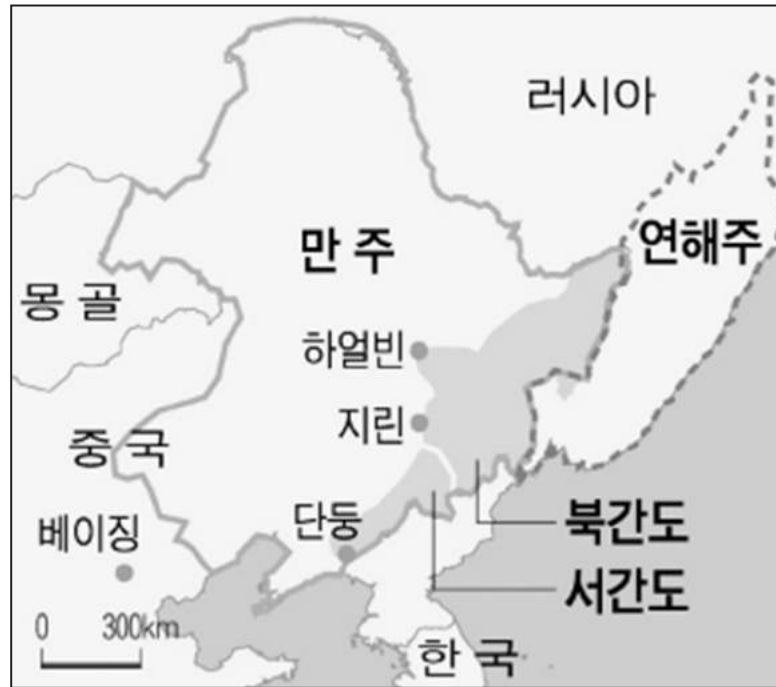 러시아
연해주
만 주
몽 골
하얼빈
지린
중 국
북간도
단둥
베이징
서간도
0 300km
한 국